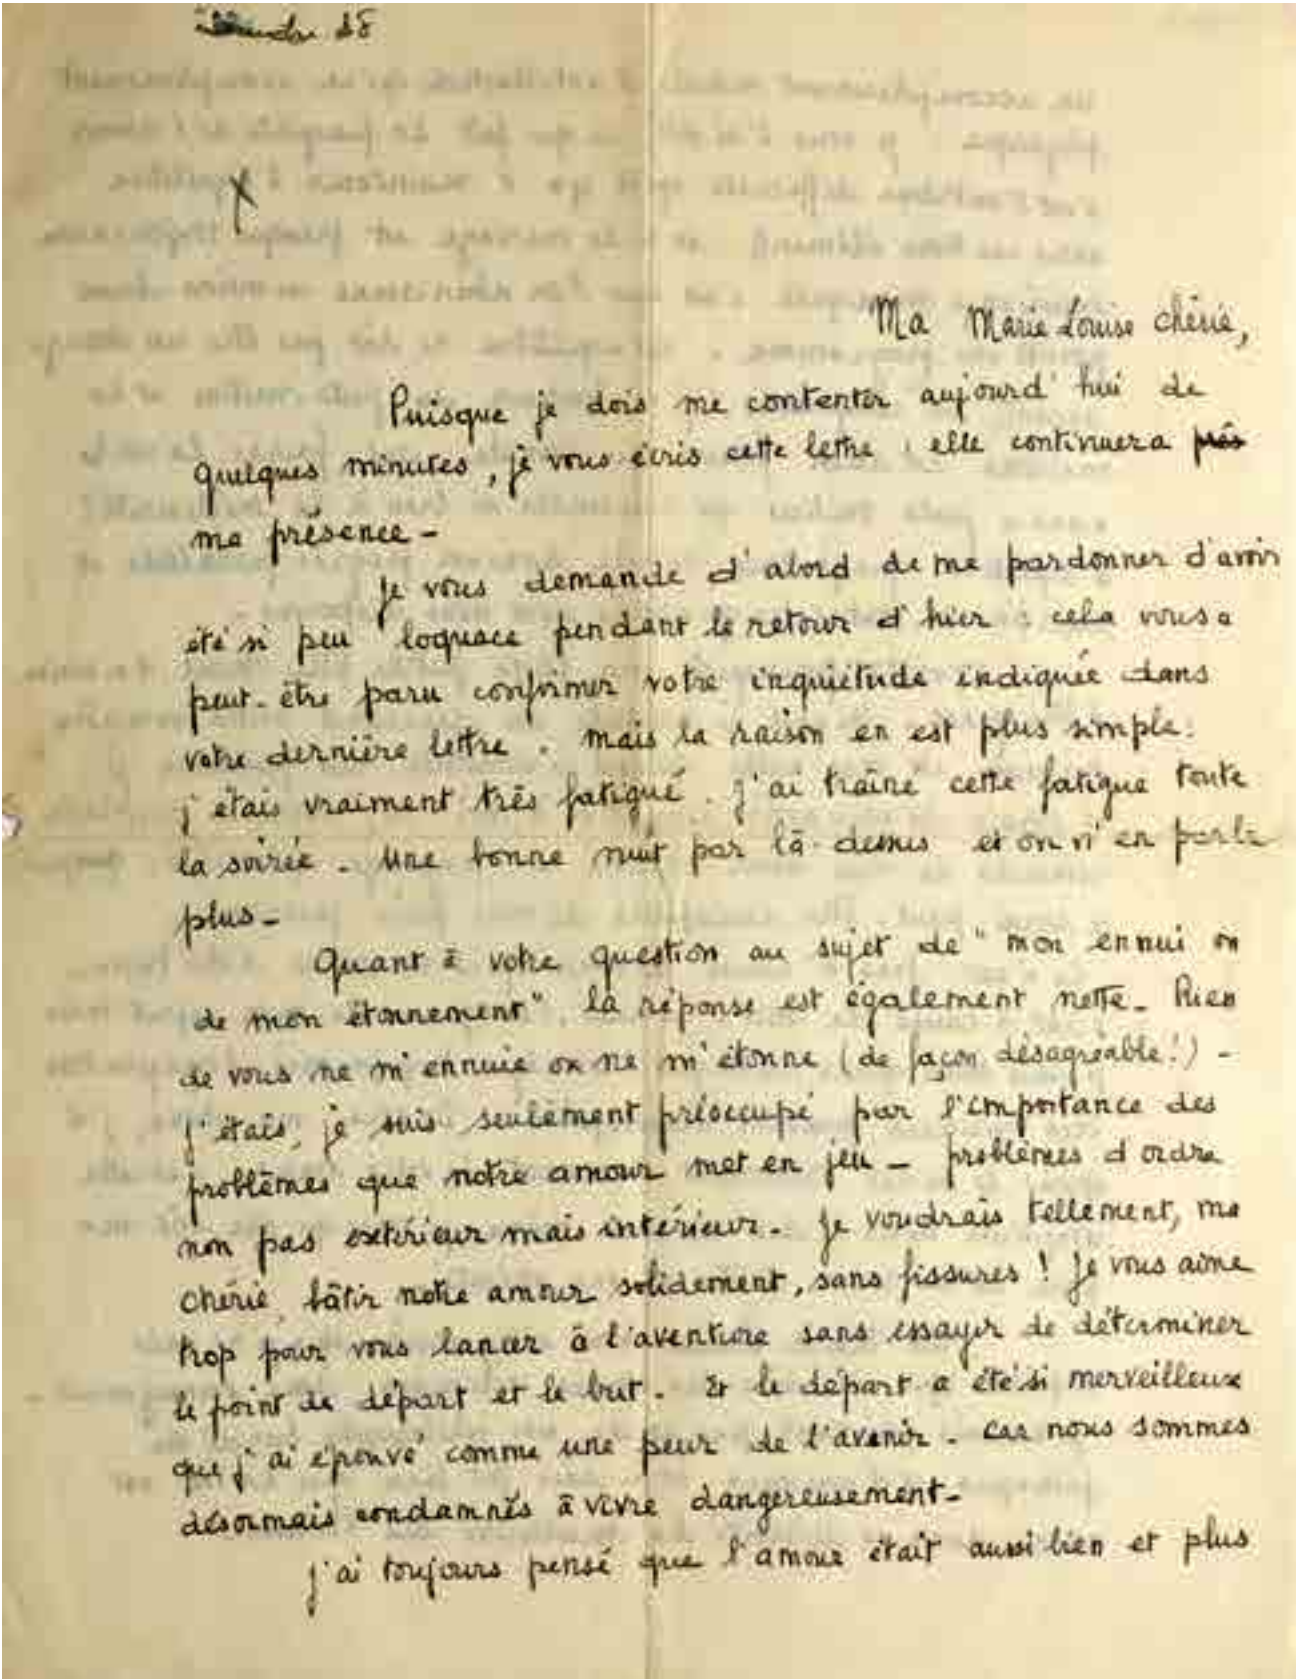 38
Ma Marie Louise chérie,
Puisque je dois me contenter aujourd'hui de
quelques minutes, je vous écris cette lettre : elle continuera près
ma présence -
Je vous demande d'abord de me pardonner d'avoir
été si peu loquace pendant le retour d'hier : cela vous a
peut-être paru confirmer votre inquiétude indiquée dans
votre dernière lettre. Mais la raison en est plus simple :
j'étais vraiment très fatigué. J'ai traîné cette fatigue toute
la soirée. Une bonne nuit par là-dessus et on n'en parle
plus -
Quant à votre question au sujet de "mon ennui ou
de mon étonnement", la réponse est également nette. Rien
de vous ne m'ennuie ou ne m'étonne (de façon désagréable!) -
J'étais, je suis seulement préoccupé par l'importance des
problèmes que notre amour met en jeu - problèmes d'ordre
non pas extérieur mais intérieur. Je voudrais tellement, ma
chérie, bâtir notre amour solidement, sans fissures ! Je vous aime
trop pour vous lancer à l'aventure sans essayer de déterminer
le point de départ et le but. Et le départ a été si merveilleux
que j'ai éprouvé comme une peur de l'avenir. Car nous sommes
désormais condamnés à vivre dangereusement -
J'ai toujours pensé que l'amour était aussi bien et plus